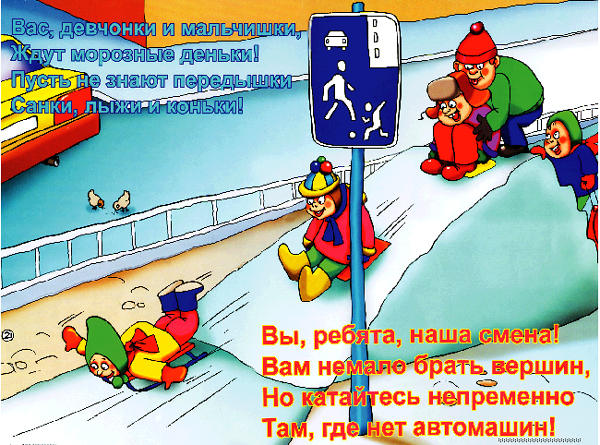 Вас, девчонки и мальчишки,
Ждут морозные деньки!
Пусть не знают передышки
Санки, лыжи и коньки!
Вы, ребята, наша смена!
Вам немало брать вершин,
Но катайтесь непременно
Там, где нет автомашин!